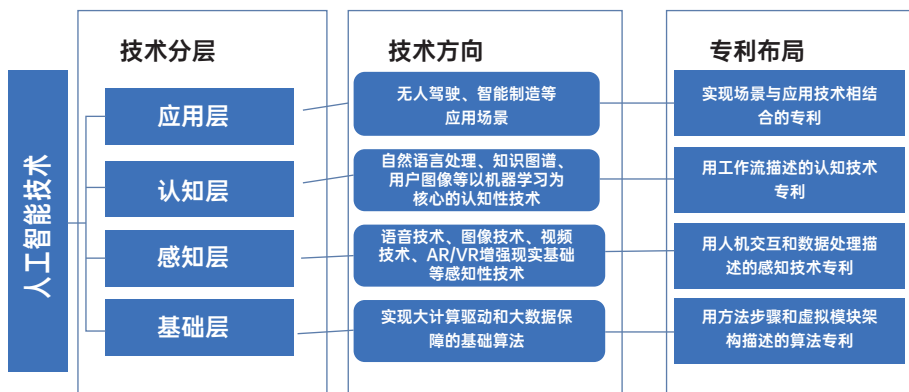 人工智能技术
技术分层
应用层
认知层
感知层
基础层
技术方向
无人驾驶、智能制造等
应用场景
自然语言处理、知识图谱、
用户图像等以机器学习为
核心的认知性技术
语音技术、图像技术、视频
技术、AR/VR增强现实基础
等感知性技术
实现大计算驱动和大数据保
障的基础算法
专利布局
实现场景与应用技术相结
合的专利
用工作流描述的认知技术
专利
用人机交互和数据处理描
述的感知技术专利
用方法步骤和虚拟模块架
构描述的算法专利